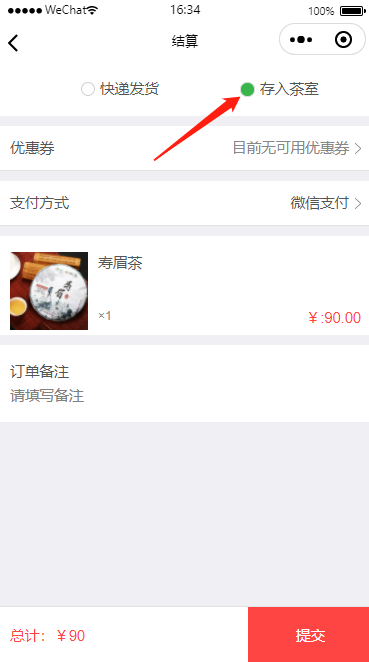 WeChat 16:34 100%
结算
快递发货 存入茶室
优惠券 目前无可用优惠券
支付方式 微信支付
寿眉茶
×1 ￥:90.00
订单备注
请填写备注
总计：￥90 提交